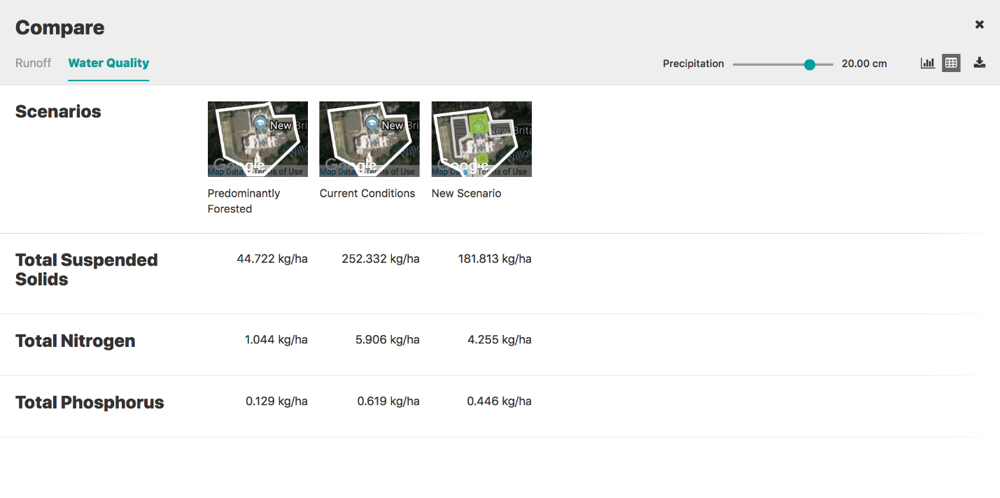 Compare
Runoff Water Quality Precipitation 20.00 cm
Scenarios
New Bri
Willo
Google
Map Data Terms of Use
New Bri
Willo
Google
Map Data Terms of Use
New Brita
Willow
Google
Map Data Terms of Use
Predominantly
Forested
Current Conditions
New Scenario
Total Suspended
Solids
44.722 kg/ha 252.332 kg/ha 181.813 kg/ha
Total Nitrogen 1.044 kg/ha 5.906 kg/ha 4.255 kg/ha
Total Phosphorus 0.129 kg/ha 0.619 kg/ha 0.446 kg/ha